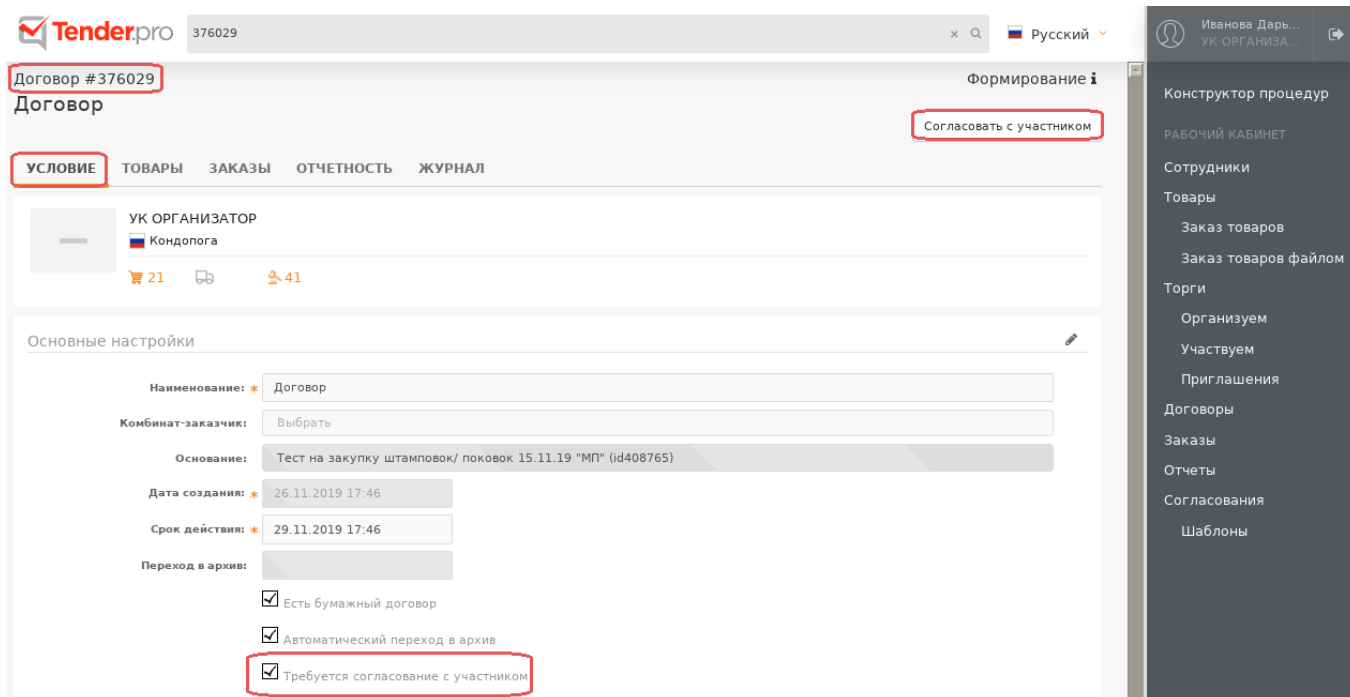 Tender.pro
376029
Русский
Договор #376029
Формирование
Договор
Согласовать с участником
УСЛОВИЕ ТОВАРЫ ЗАКАЗЫ ОТЧЕТНОСТЬ ЖУРНАЛ
УК ОРГАНИЗАТОР
Кондопога
21 41
Основные настройки
Наименование: * Договор
Комбинат-заказчик: Выбрать
Основание: Тест на закупку штамповок/ поковок 15.11.19 "МП" (id408765)
Дата создания: * 26.11.2019 17:46
Срок действия: * 29.11.2019 17:46
Переход в архив:
Есть бумажный договор
Автоматический переход в архив
Требуется согласование с участником
Иванова Дарь...
УК ОРГАНИЗА...
Конструктор процедур
РАБОЧИЙ КАБИНЕТ
Сотрудники
Товары
Заказ товаров
Заказ товаров файлом
Торги
Организуем
Участвуем
Приглашения
Договоры
Заказы
Отчеты
Согласования
Шаблоны